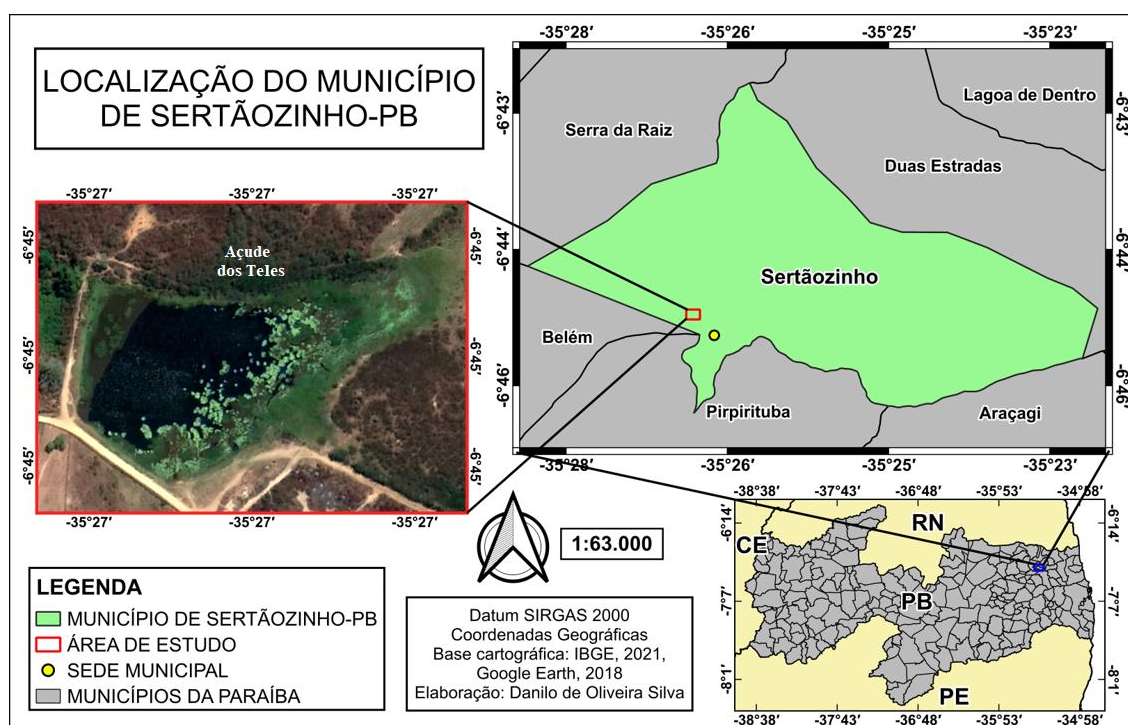 LOCALIZAÇÃO DO MUNICÍPIO
DE SERTÃOZINHO-PB
-35°28' -35°26' -35°25' -35°23'
-6°43' -6°43'
Lagoa de Dentro
Serra da Raiz
Duas Estradas
-6°44' -6°44'
Sertãozinho
Belém
-6°46' -6°46'
Pirpirituba
Araçagi
-35°28' -35°26' -35°25' -35°23'
-35°27' -35°27' -35°27'
-6°45' -6°45'
Açude
dos Teles
-6°45' -6°45'
-6°45' -6°45'
-35°27' -35°27' -35°27'
1:63.000
-38°38' -37°43' -36°48' -35°53' -34°58'
-6°14' -6°14'
RN
CE
PB
-7°7' -7°7'
-8°1' -8°1'
PE
-38°38' -37°43' -36°48' -35°53' -34°58'
LEGENDA
MUNICÍPIO DE SERTÃOZINHO-PB
ÁREA DE ESTUDO
SEDE MUNICIPAL
MUNICÍPIOS DA PARAÍBA
Datum SIRGAS 2000
Coordenadas Geográficas
Base cartográfica: IBGE, 2021,
Google Earth, 2018
Elaboração: Danilo de Oliveira Silva